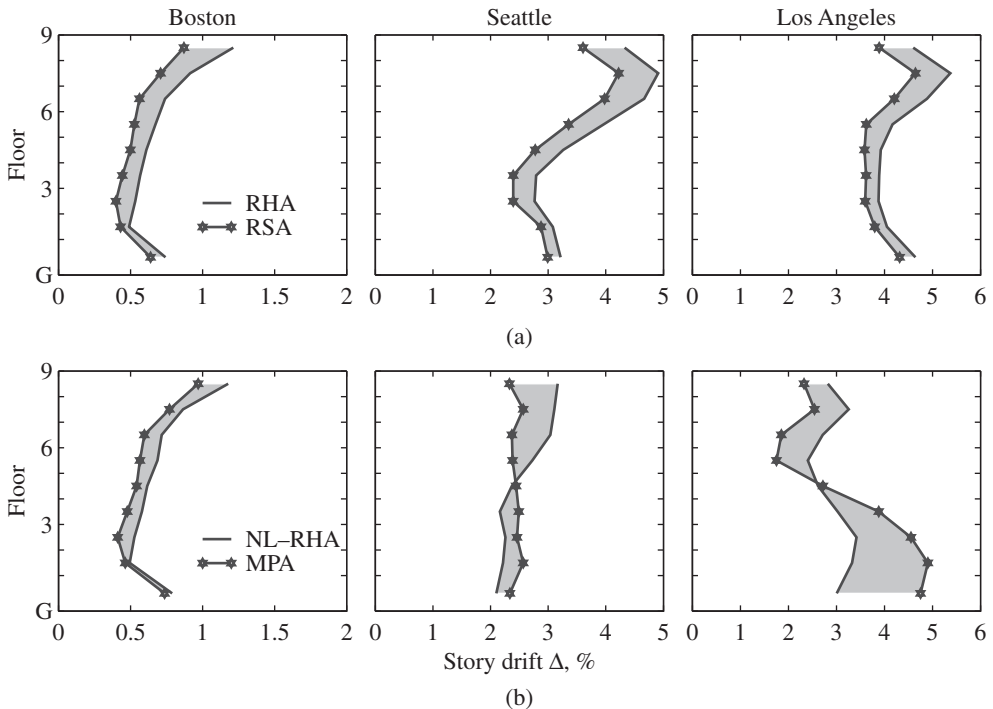 Boston Seattle Los Angeles
9
6
3
G
Floor
RHA
RSA
0 0.5 1 1.5 2
0 1 2 3 4 5
0 1 2 3 4 5 6
(a)
9
6
3
G
Floor
NL–RHA
MPA
0 0.5 1 1.5 2
0 1 2 3 4 5
0 1 2 3 4 5 6
Story drift Δ, %
(b)